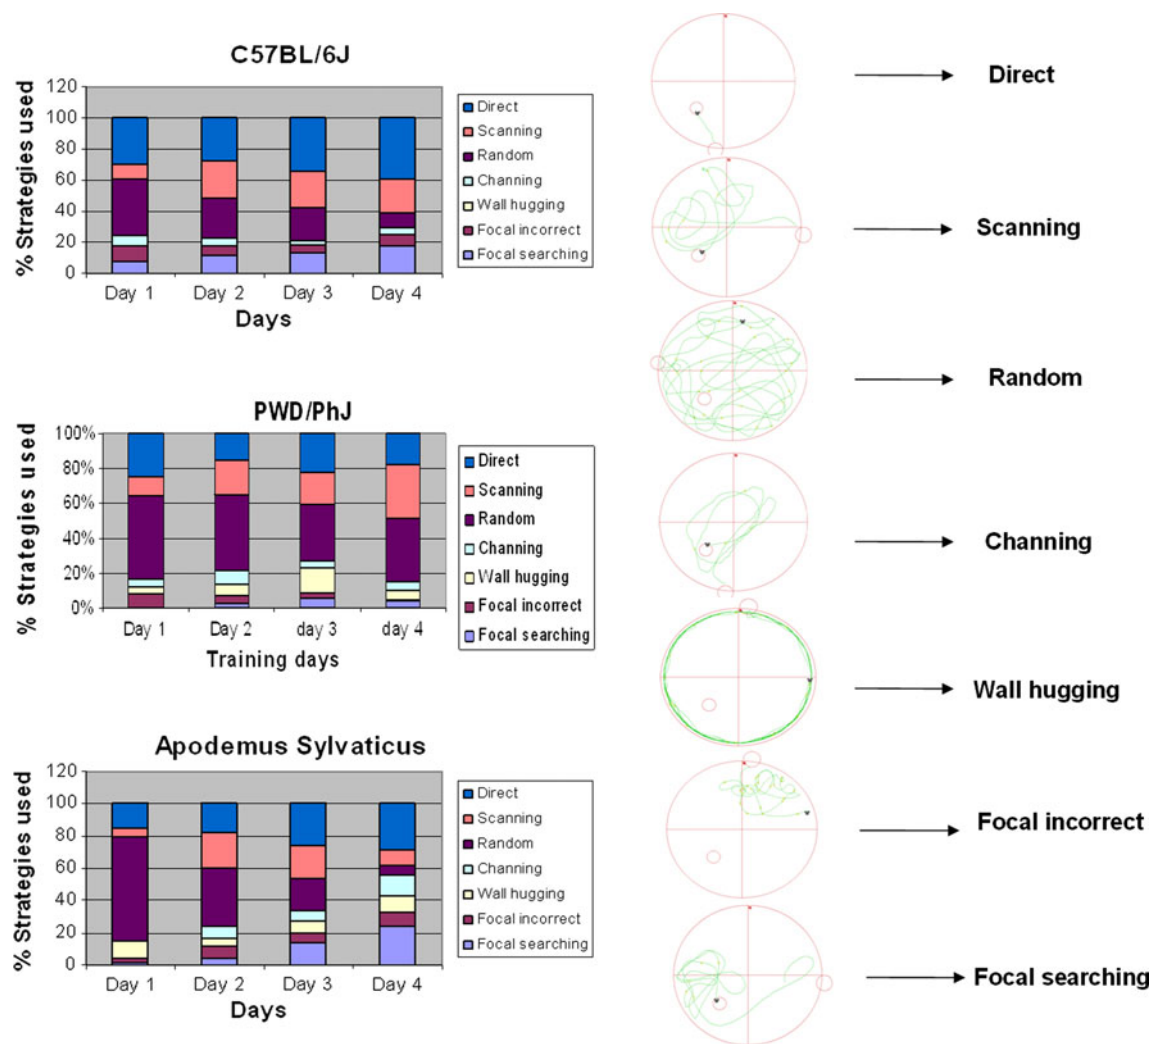 C57BL/6J
% Strategies used
120
100
80
60
40
20
0
Day 1 Day 2 Day 3 Day 4
Days
Direct
Scanning
Random
Channing
Wall hugging
Focal incorrect
Focal searching
PWD/PhJ
% Strategies used
100%
80%
60%
40%
20%
0%
Day 1 Day 2 day 3 day 4
Training days
Direct
Scanning
Random
Channing
Wall hugging
Focal incorrect
Focal searching
Apodemus Sylvaticus
% Strategies used
120
100
80
60
40
20
0
Day 1 Day 2 Day 3 Day 4
Days
Direct
Scanning
Random
Channing
Wall hugging
Focal incorrect
Focal searching
Direct
Scanning
Random
Channing
Wall hugging
Focal incorrect
Focal searching